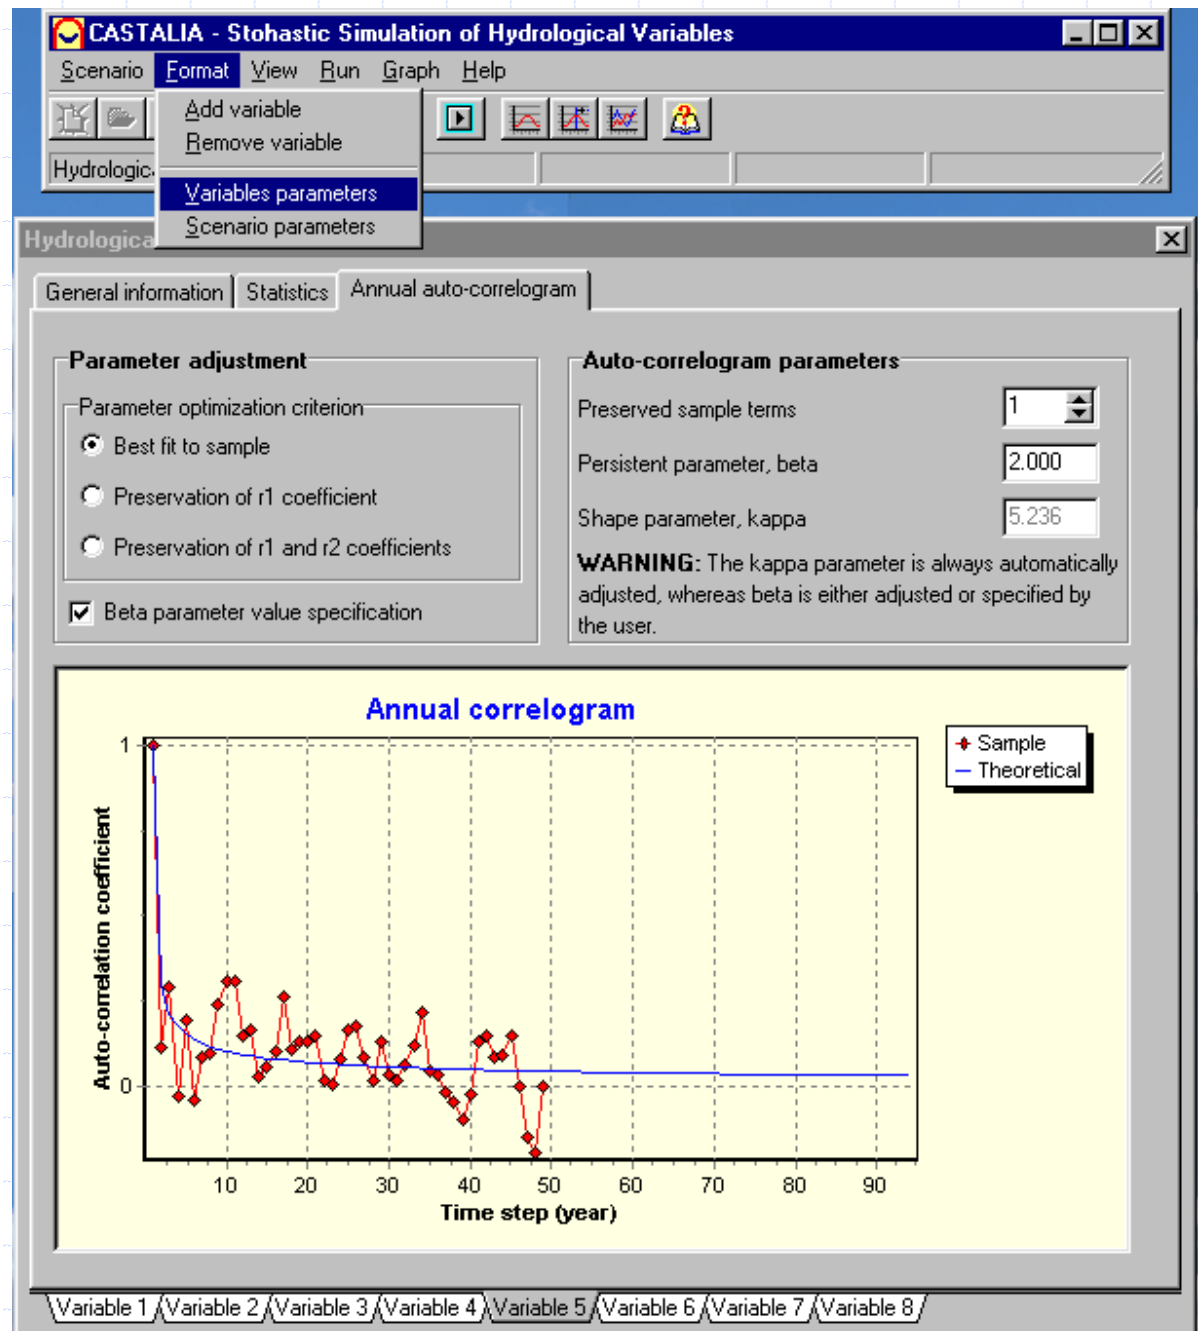 CASTALIA - Stohastic Simulation of Hydrological Variables
Scenario Format View Run Graph Help
Add variable
Remove variable
Variables parameters
Scenario parameters
General information Statistics Annual auto-correlogram
Parameter adjustment
Parameter optimization criterion
Best fit to sample
Preservation of r1 coefficient
Preservation of r1 and r2 coefficients
Beta parameter value specification
Auto-correlogram parameters
Preserved sample terms 1
Persistent parameter, beta 2.000
Shape parameter, kappa 5.236
WARNING: The kappa parameter is always automatically
adjusted, whereas beta is either adjusted or specified by
the user.
Annual correlogram
Sample
Theoretical
Auto-correlation coefficient
1
0
10 20 30 40 50 60 70 80 90
Time step (year)
Variable 1 Variable 2 Variable 3 Variable 4 Variable 5 Variable 6 Variable 7 Variable 8